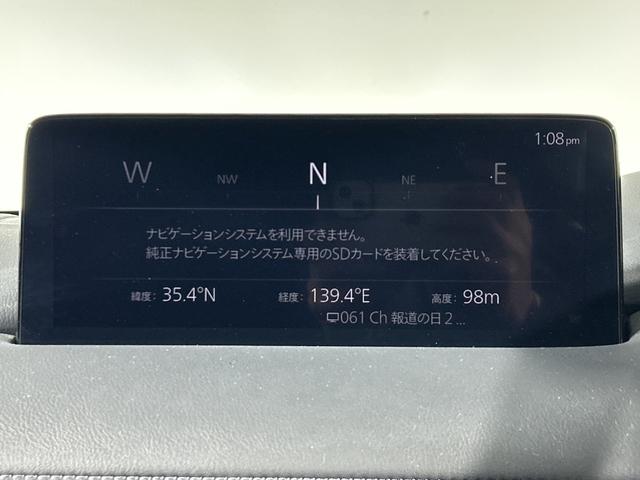 1:08pm
W NW N NE E
ナビゲーションシステムを利用できません。
純正ナビゲーションシステム専用のSDカードを装着してください。
緯度: 35.4°N 経度: 139.4°E 高度: 98m
061 Ch 報道の日2...